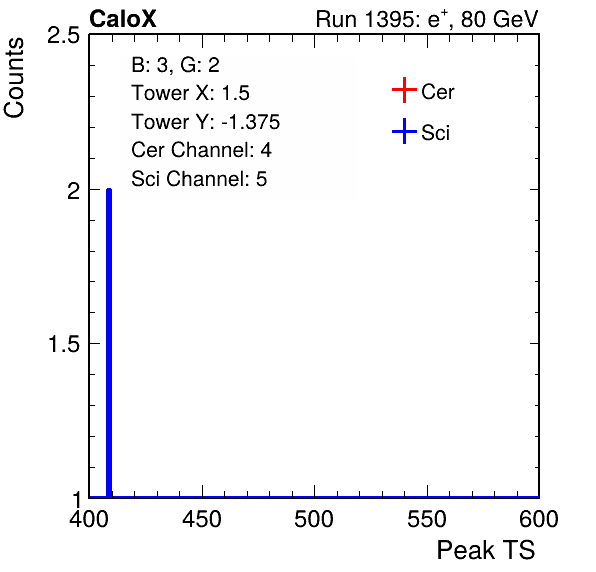 CaloX Run 1395: e+, 80 GeV
Counts
2.5
B: 3, G: 2
Tower X: 1.5
Tower Y: -1.375
Cer Channel: 4
Sci Channel: 5
Cer
Sci
2
1.5
1
400 450 500 550 600
Peak TS